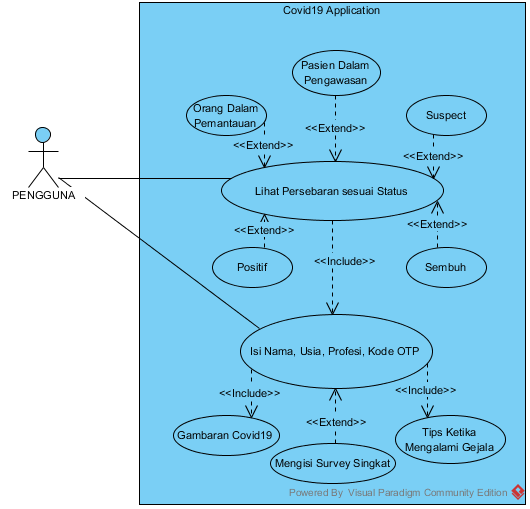 Covid19 Application
Pasien Dalam
Pengawasan
Orang Dalam
Pemantauan
Suspect
<<Extend>>
<<Extend>>
<<Extend>>
PENGGUNA
Lihat Persebaran sesuai Status
<<Extend>>
<<Extend>>
Positif
<<Include>>
Sembuh
Isi Nama, Usia, Profesi, Kode OTP
<<Include>>
<<Include>>
<<Extend>>
Gambaran Covid19
Tips Ketika
Mengalami Gejala
Mengisi Survey Singkat
Powered By Visual Paradigm Community Edition